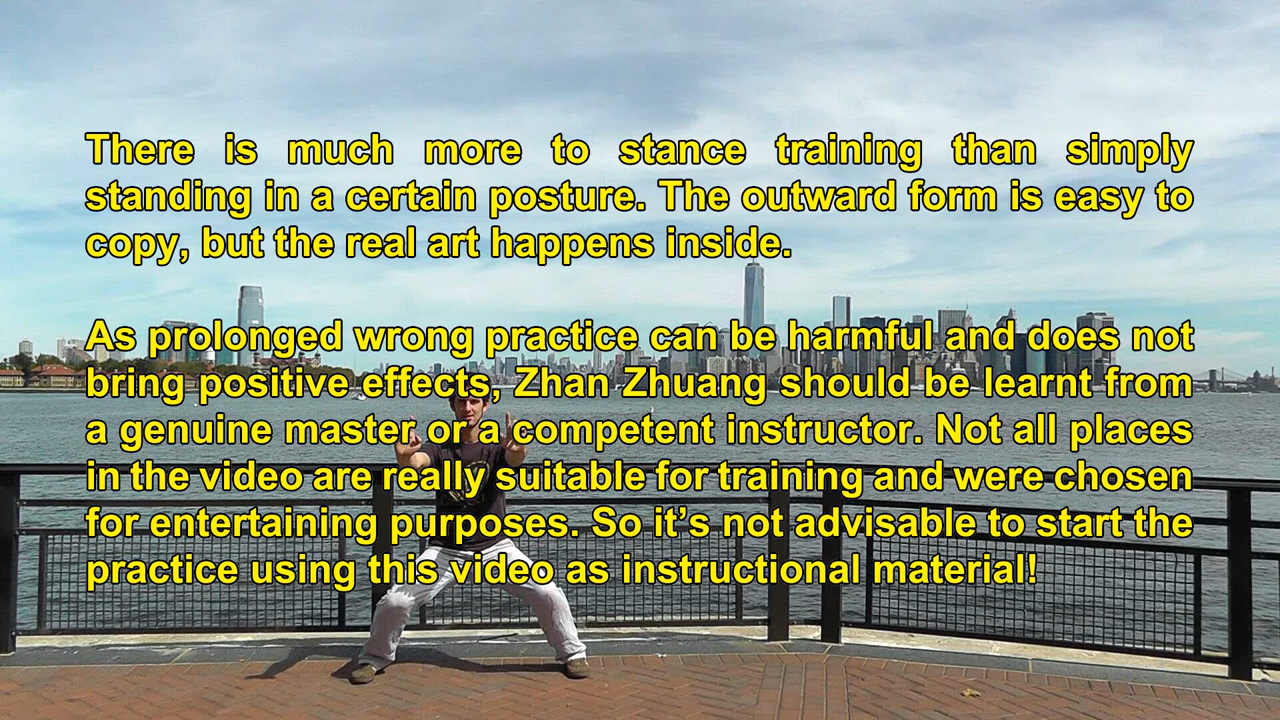 There is much more to stance training than simply
standing in a certain posture. The outward form is easy to
copy, but the real art happens inside.
As prolonged wrong practice can be harmful and does not
bring positive effects, Zhan Zhuang should be learnt from
a genuine master or a competent instructor. Not all places
in the video are really suitable for training and were chosen
for entertaining purposes. So it’s not advisable to start the
practice using this video as instructional material!